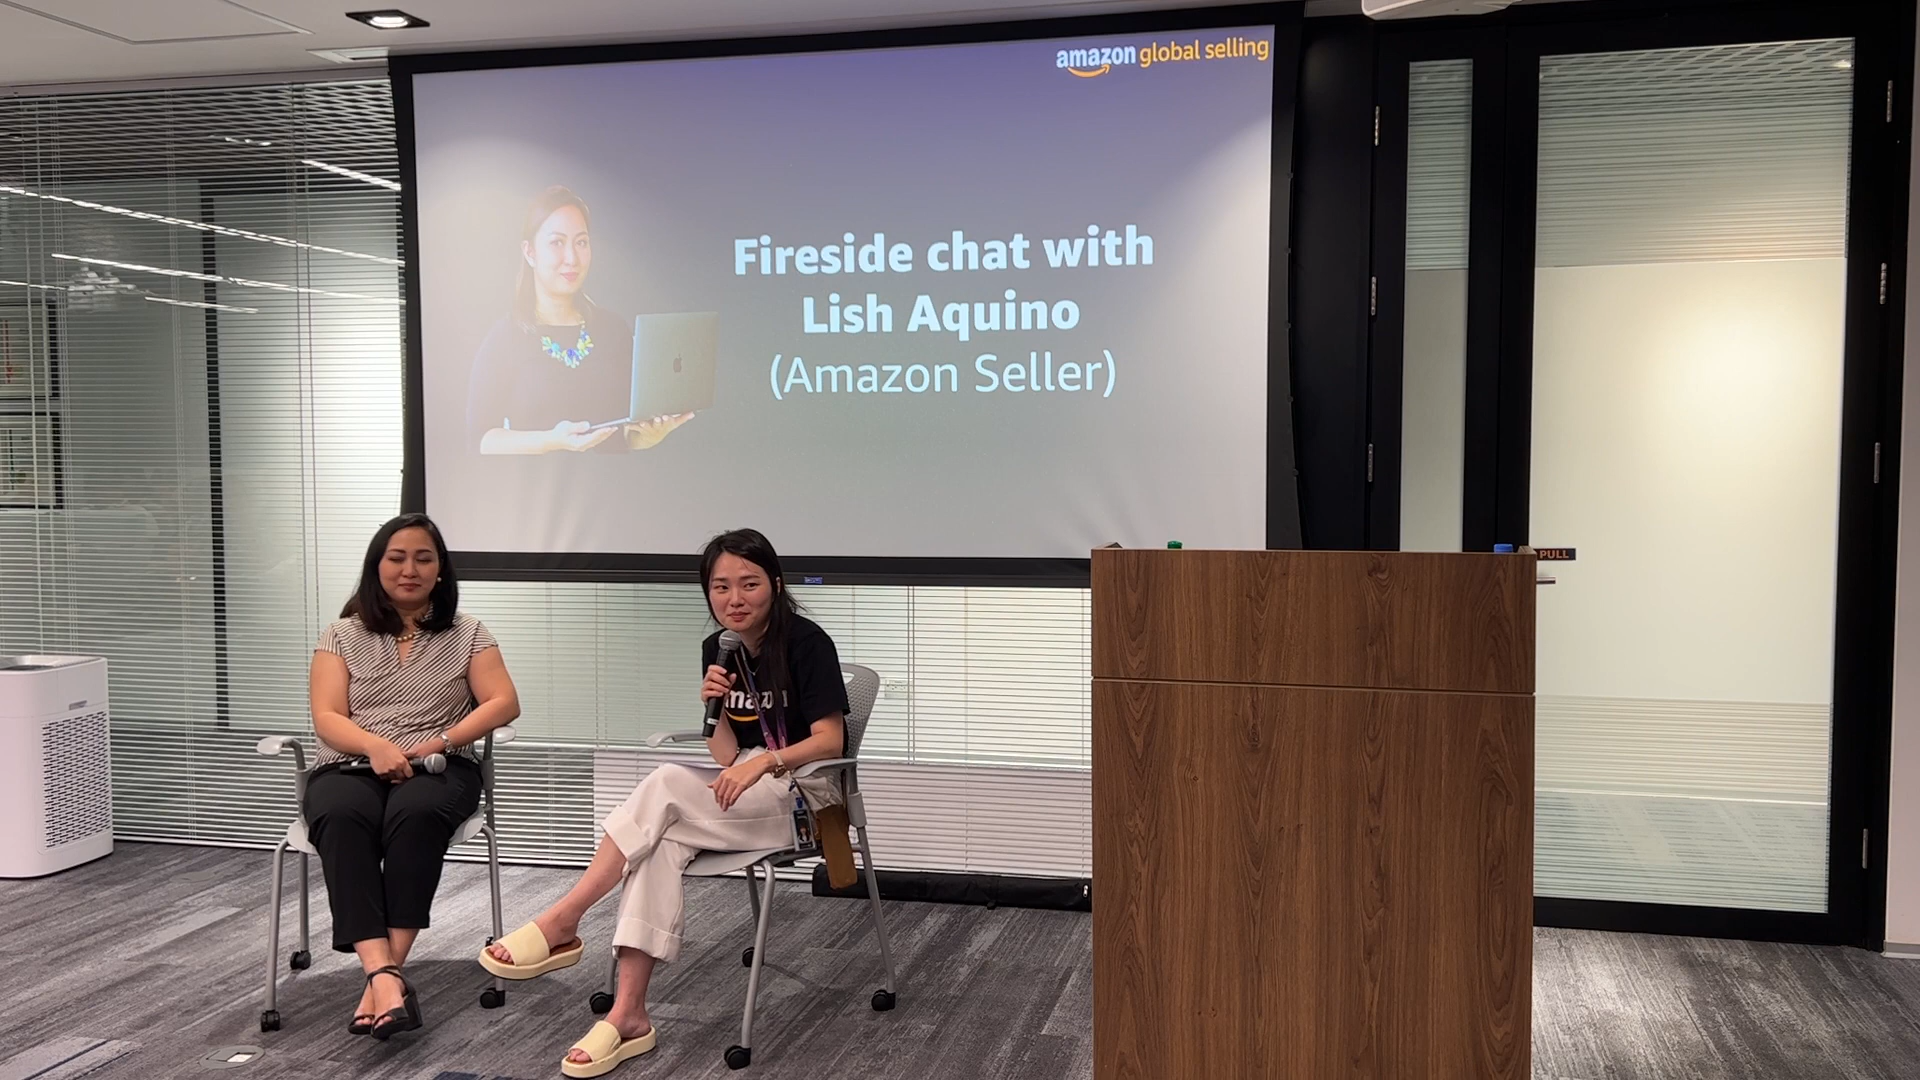 amazon global selling
Fireside chat with
Lish Aquino
(Amazon Seller)
PULL